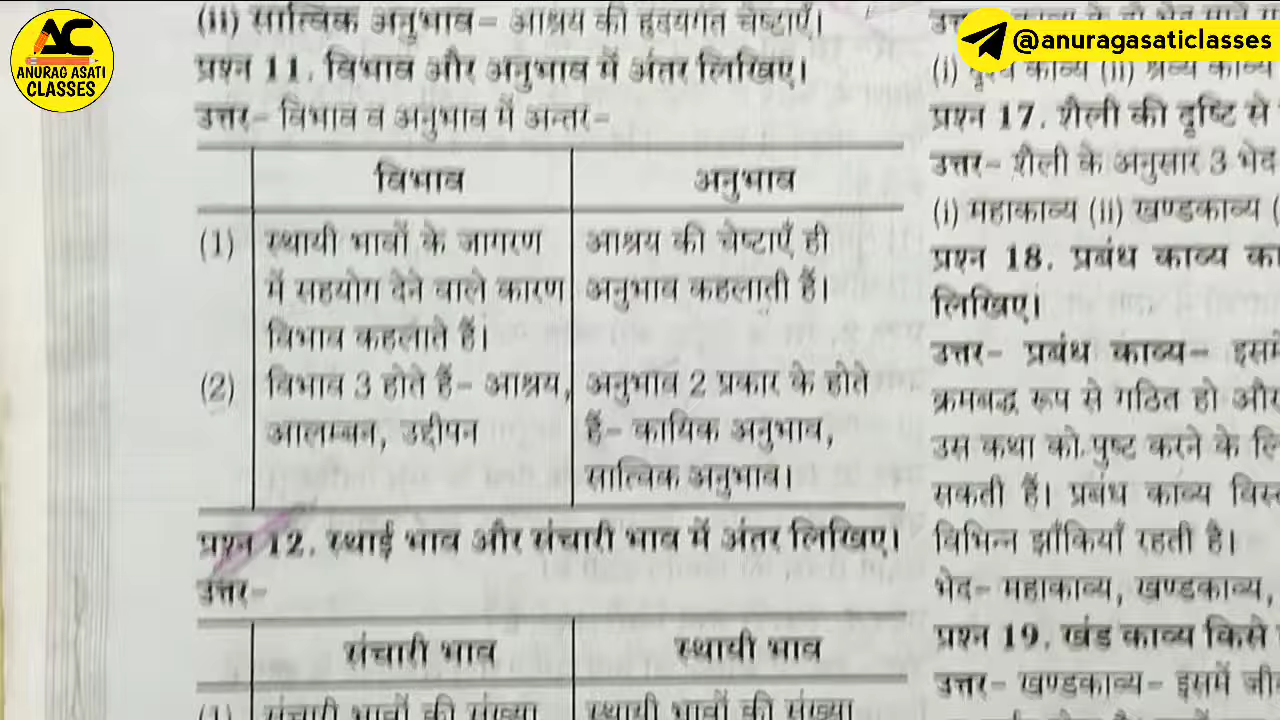 AC
ANURAG ASATI
CLASSES
@anuragasaticlasses
(ii) सात्विक अनुभाव– आश्रय की हृदयगत चेष्टाएँ।
प्रश्न 11. विभाव और अनुभाव में अंतर लिखिए।
उत्तर– विभाव व अनुभाव में अन्तर–
विभाव अनुभाव
(1) स्थायी भावों के जागरण आश्रय की चेष्टाएँ ही
में सहयोग देने वाले कारण अनुभाव कहलाती हैं।
विभाव कहलाते हैं।
(2) विभाव 3 होते हैं– आश्रय, अनुभाव 2 प्रकार के होते
आलम्बन, उद्दीपन हैं– कायिक अनुभाव,
सात्विक अनुभाव।
प्रश्न 12. स्थाई भाव और संचारी भाव में अंतर लिखिए।
उत्तर–
संचारी भाव स्थायी भाव
(1) संचारी भावों की संख्या स्थायी भावों की संख्या
(i) दृश्य काव्य (ii) श्रव्य काव्य
प्रश्न 17. शैली की दृष्टि से
उत्तर– शैली के अनुसार 3 भेद
(i) महाकाव्य (ii) खण्डकाव्य (
प्रश्न 18. प्रबंध काव्य का
लिखिए।
उत्तर– प्रबंध काव्य– इसमें
क्रमबद्ध रूप से गठित हो और
उस कथा को पुष्ट करने के लि
सकती हैं। प्रबंध काव्य विस्त
विभिन्न झाँकियाँ रहती है।
भेद– महाकाव्य, खण्डकाव्य,
प्रश्न 19. खंड काव्य किसे
उत्तर– खण्डकाव्य– इसमें जी